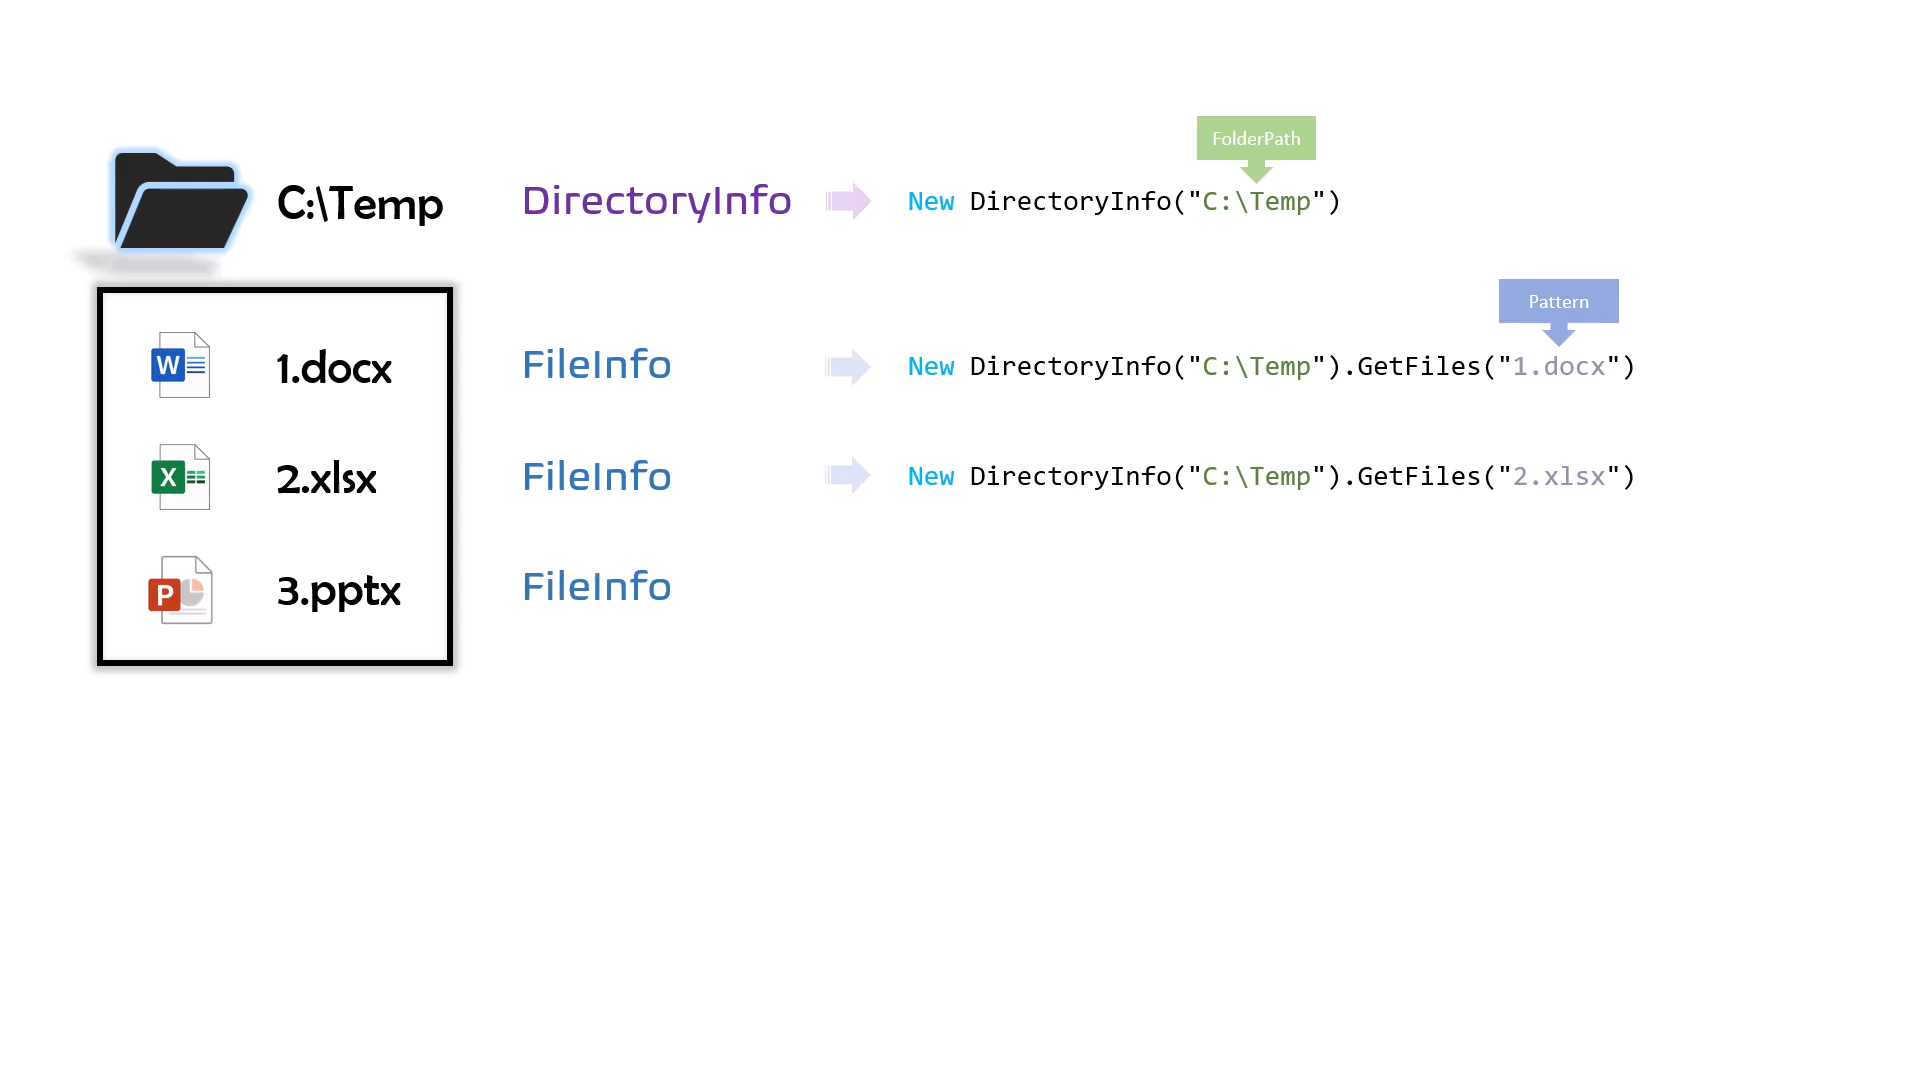 FolderPath
C:\Temp DirectoryInfo New DirectoryInfo("C:\Temp")
Pattern
W 1.docx FileInfo New DirectoryInfo("C:\Temp").GetFiles("1.docx")
X 2.xlsx FileInfo New DirectoryInfo("C:\Temp").GetFiles("2.xlsx")
P 3.pptx FileInfo